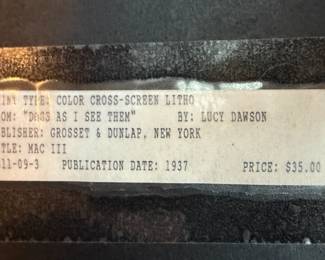 INT TYPE: COLOR CROSS-SCREEN LITHO
OM: "DOGS AS I SEE THEM" BY: LUCY DAWSON
BLISHER: GROSSET & DUNLAP, NEW YORK
TLE: MAC III
11-09-3 PUBLICATION DATE: 1937 PRICE: $35.00